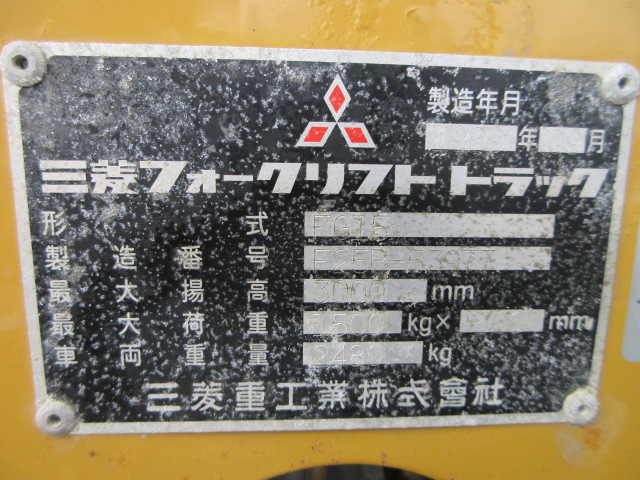 製造年月
年 月
三菱フォークリフトトラック
形式 FG15
製造番号 F25B-5
最大揚高 3000 mm
最大荷重 1500 kg× mm
車両重量 2480 kg
三菱重工業株式會社